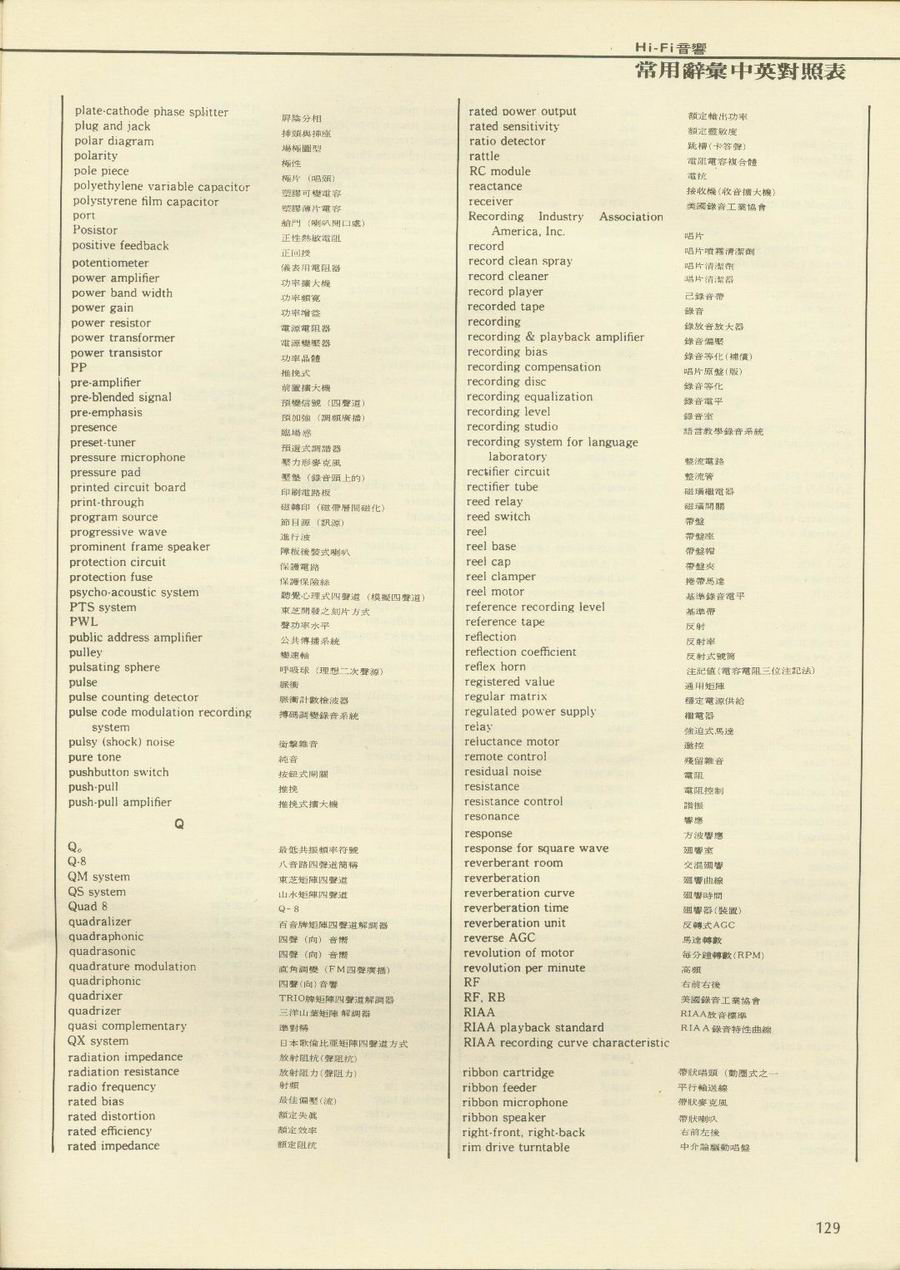 Hi-Fi音響
常用辭彙中英對照表
plate-cathode phase splitter 屏陰分相
plug and jack 揷頭與揷座
polar diagram 場極圖型
polarity 極性
pole piece 極片（唱頭）
polyethylene variable capacitor 塑膠可變電容
polystyrene film capacitor 塑膠薄片電容
port 艙門（喇叭開口處）
Posistor 正性熱敏電阻
positive feedback 正回授
potentiometer 儀表用電阻器
power amplifier 功率擴大機
power band width 功率頻寬
power gain 功率增益
power resistor 電源電阻器
power transformer 電源變壓器
power transistor 功率晶體
PP 推挽式
pre-amplifier 前置擴大機
pre-blended signal 預變信號（四聲道）
pre-emphasis 預加強（調頻廣播）
presence 臨場感
preset-tuner 預選式調諧器
pressure microphone 壓力形麥克風
pressure pad 壓墊（錄音頭上的）
printed circuit board 印刷電路板
print-through 磁轉印（磁帶層間磁化）
program source 節目源（訊源）
progressive wave 進行波
prominent frame speaker 障板後裝式喇叭
protection circuit 保護電路
protection fuse 保護保險絲
psycho-acoustic system 聽覺心理式四聲道（模擬四聲道）
PTS system 東芝開發之刻片方式
PWL 聲功率水平
public address amplifier 公共傳播系統
pulley 變速輪
pulsating sphere 呼吸球（理想二次聲源）
pulse 脈衝
pulse counting detector 脈衝計數檢波器
pulse code modulation recording 摶碼調變錄音系統
system
pulsy (shock) noise 衝擊雜音
pure tone 純音
pushbutton switch 按鈕式開關
push-pull 推挽
push-pull amplifier 推挽式擴大機
Q
Q₀ 最低共振頻率符號
Q-8 八音路四聲道簡稱
QM system 東芝矩陣四聲道
QS system 山水矩陣四聲道
Quad 8 Q-8
quadralizer 百音牌矩陣四聲道解調器
quadraphonic 四聲（向）音響
quadrasonic 四聲（向）音響
quadrature modulation 直角調變（FM四聲廣播）
quadriphonic 四聲(向)音響
quadrixer TRIO牌矩陣四聲道解調器
quadrizer 三洋山葉矩陣解調器
quasi complementary 準對稱
QX system 日本歌倫比亞矩陣四聲道方式
radiation impedance 放射阻抗(聲阻抗)
radiation resistance 放射阻力(聲阻力)
radio frequency 射頻
rated bias 最佳偏壓(流)
rated distortion 額定失眞
rated efficiency 額定效率
rated impedance 額定阻抗
rated power output 額定輸出功率
rated sensitivity 額定靈敏度
ratio detector 跳槽(卡答聲)
rattle 電阻電容複合體
RC module 電抗
reactance 接收機(收音擴大機)
receiver 美國錄音工業協會
Recording Industry Association
America, Inc. 唱片
record 唱片噴霧清潔劑
record clean spray 唱片清潔劑
record cleaner 唱片清潔器
record player 已錄音帶
recorded tape 錄音
recording 錄放音放大器
recording & playback amplifier 錄音偏壓
recording bias 錄音等化(補償)
recording compensation 唱片原盤(版)
recording disc 錄音等化
recording equalization 錄音電平
recording level 錄音室
recording studio 語言教學錄音系統
recording system for language
laboratory 整流電路
rectifier circuit 整流管
rectifier tube 磁璜繼電器
reed relay 磁璜開關
reed switch 帶盤
reel 帶盤座
reel base 帶盤帽
reel cap 帶盤夾
reel clamper 捲帶馬達
reel motor 基準錄音電平
reference recording level 基準帶
reference tape 反射
reflection 反射率
reflection coefficient 反射式號筒
reflex horn 注記値(電容電阻三位注記法)
registered value 通用矩陣
regular matrix 穩定電源供給
regulated power supply 繼電器
relay 強迫式馬達
reluctance motor 遙控
remote control 殘留雜音
residual noise 電阻
resistance 電阻控制
resistance control 諧振
resonance 響應
response 方波響應
response for square wave 迴響室
reverberant room 交混迴響
reverberation 迴響曲線
reverberation curve 迴響時間
reverberation time 迴響器(裝置)
reverberation unit 反轉式AGC
reverse AGC 馬達轉數
revolution of motor 每分鐘轉數(RPM)
revolution per minute 高頻
RF 右前右後
RF, RB 美國錄音工業協會
RIAA RIAA放音標準
RIAA playback standard RIAA錄音特性曲線
RIAA recording curve characteristic
ribbon cartridge 帶狀唱頭（動圈式之一
ribbon feeder 平行輸送線
ribbon microphone 帶狀麥克風
ribbon speaker 帶狀喇叭
right-front, right-back 右前左後
rim drive turntable 中介論驅動唱盤
129